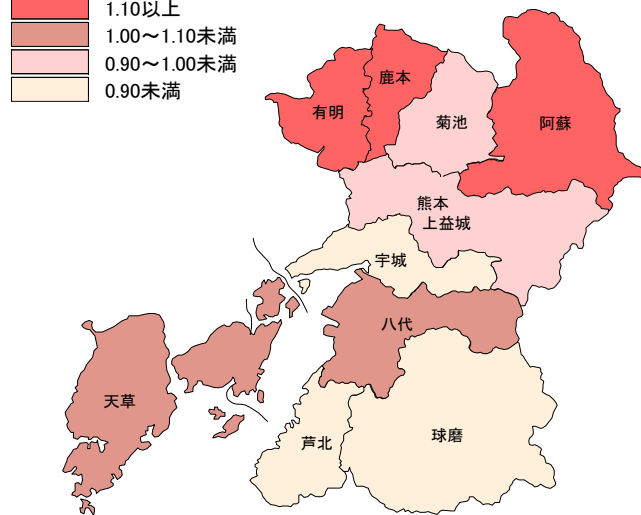 1.10以上
1.00～1.10未満
0.90～1.00未満
0.90未満
鹿本
有明
菊池
阿蘇
熊本
上益城
宇城
八代
天草
芦北
球磨